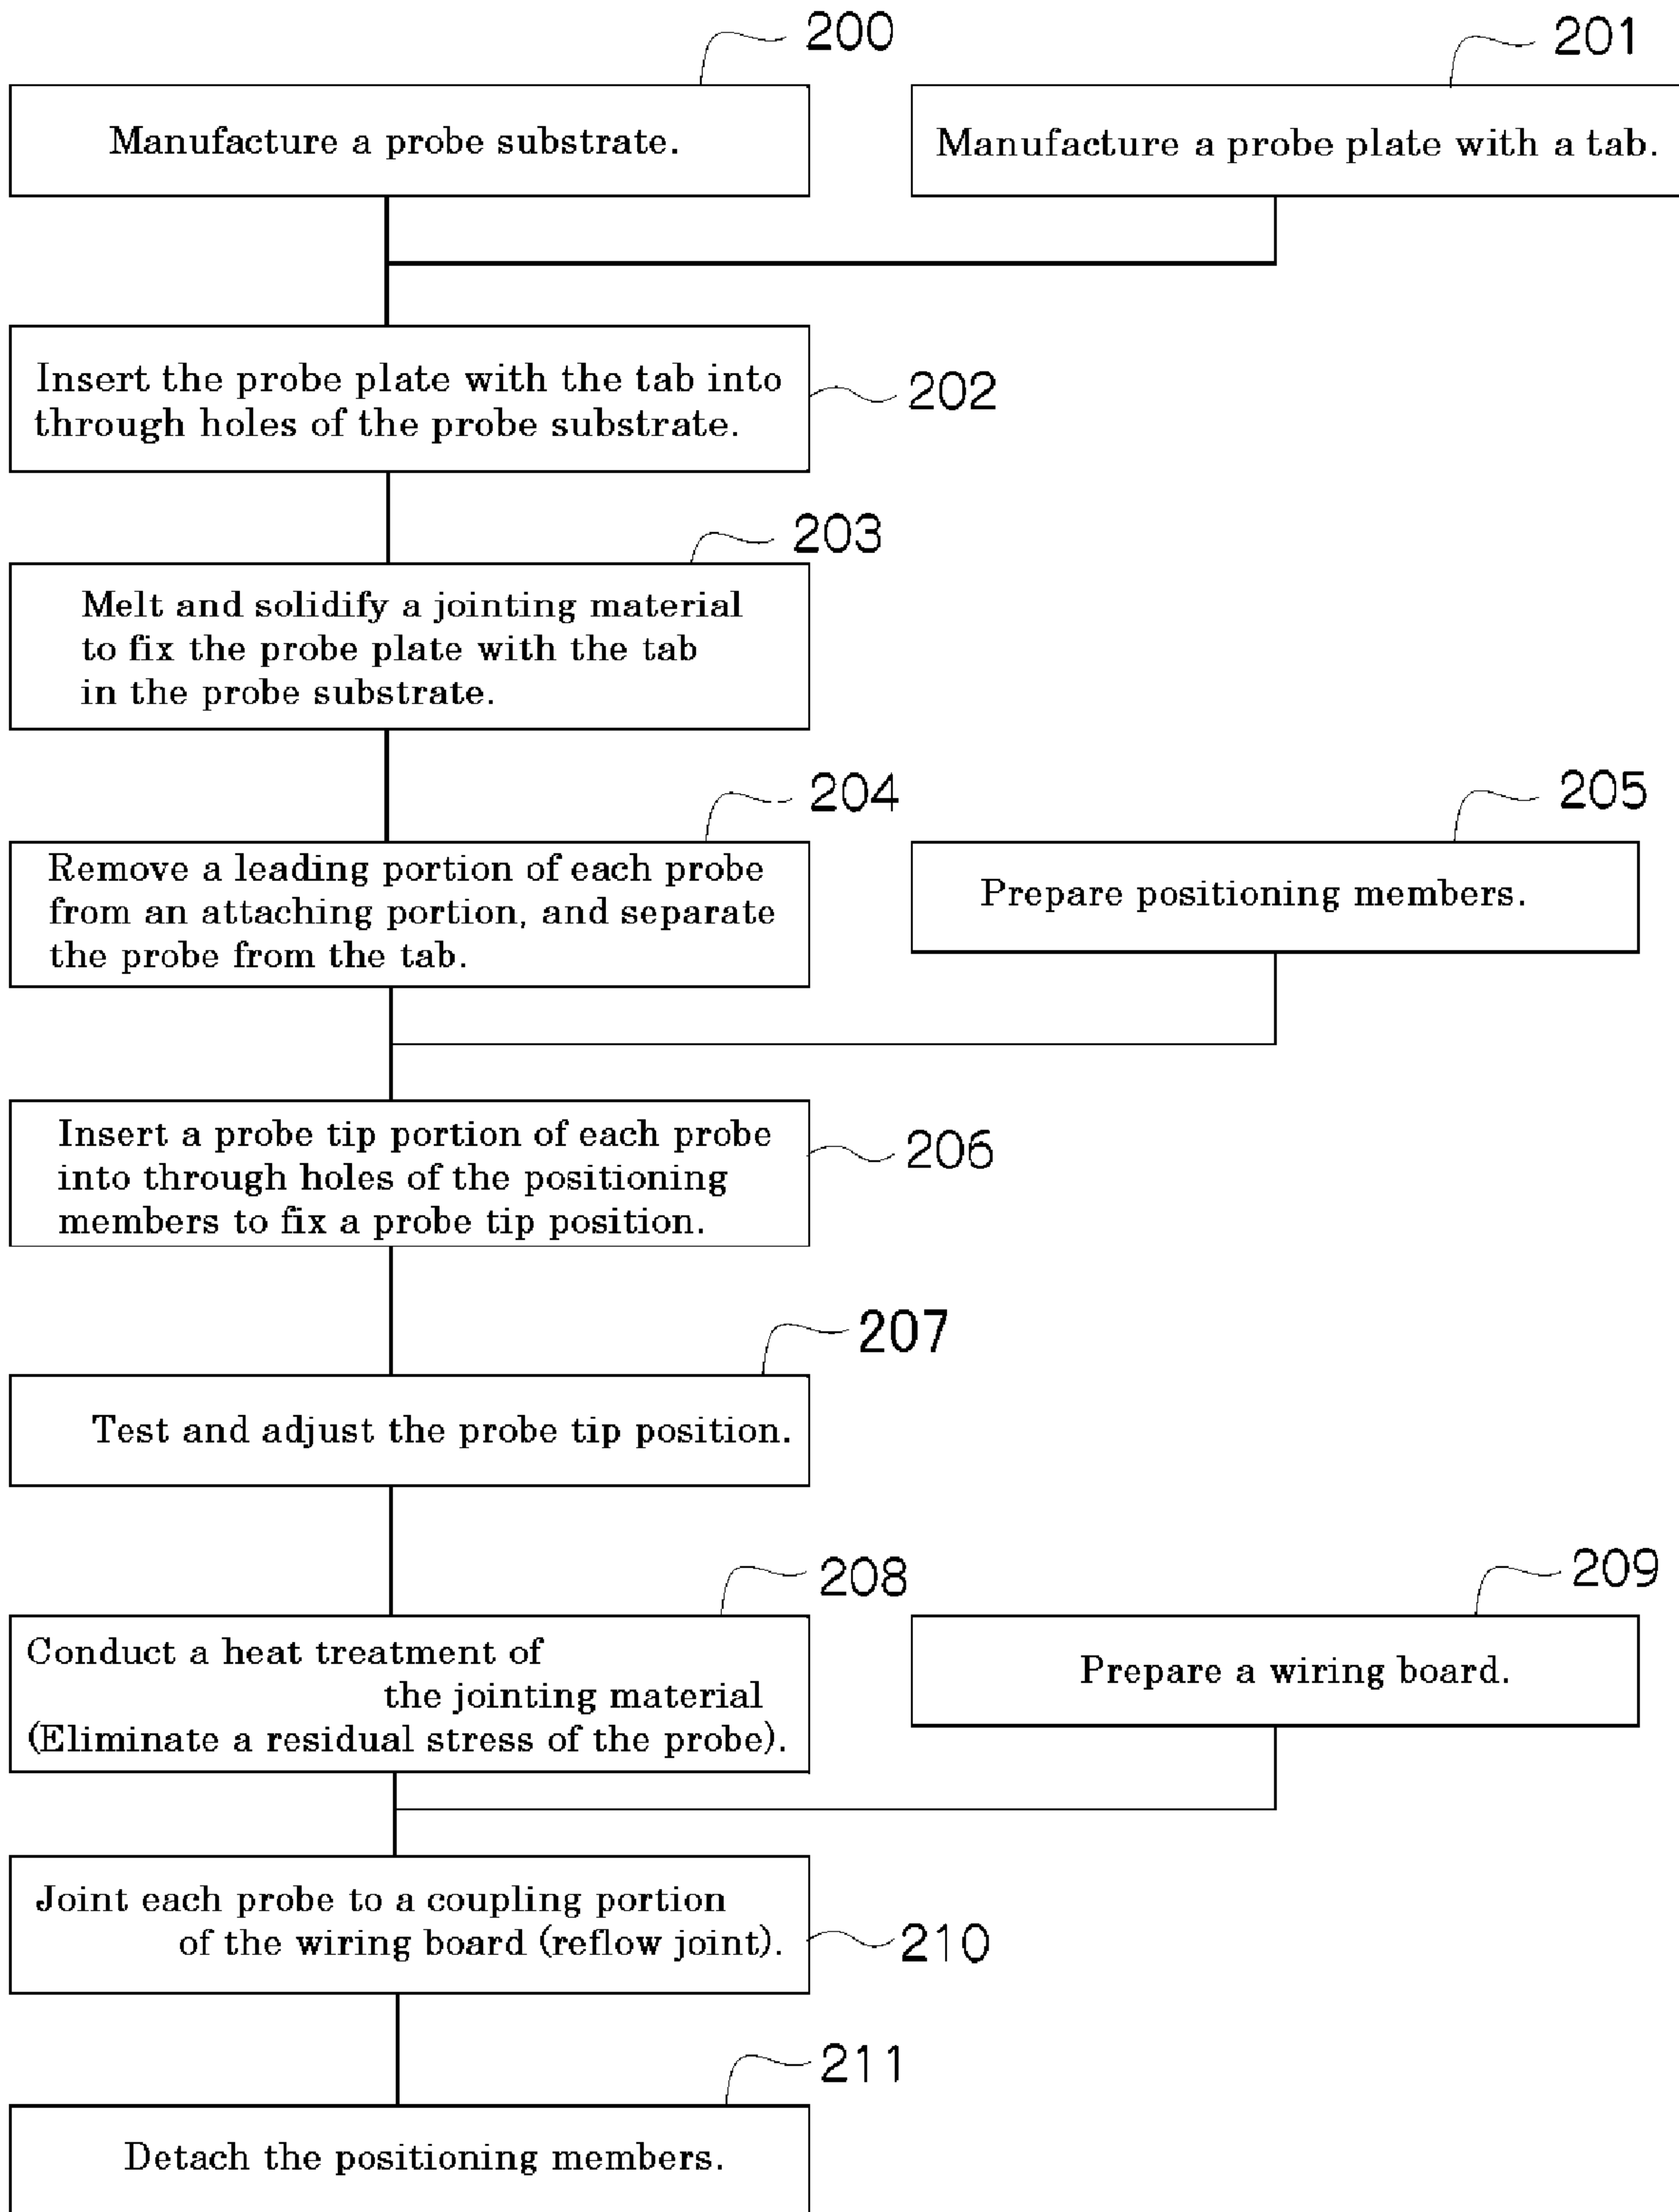 200
201
Manufacture a probe substrate.
Manufacture a probe plate with a tab.
Insert the probe plate with the tab into
through holes of the probe substrate.
202
203
Melt and solidify a jointing material
to fix the probe plate with the tab
in the probe substrate.
204
205
Remove a leading portion of each probe
from an attaching portion, and separate
the probe from the tab.
Prepare positioning members.
Insert a probe tip portion of each probe
into through holes of the positioning
members to fix a probe tip position.
206
207
Test and adjust the probe tip position.
208
209
Conduct a heat treatment of
the jointing material
(Eliminate a residual stress of the probe).
Prepare a wiring board.
Joint each probe to a coupling portion
of the wiring board (reflow joint).
210
211
Detach the positioning members.